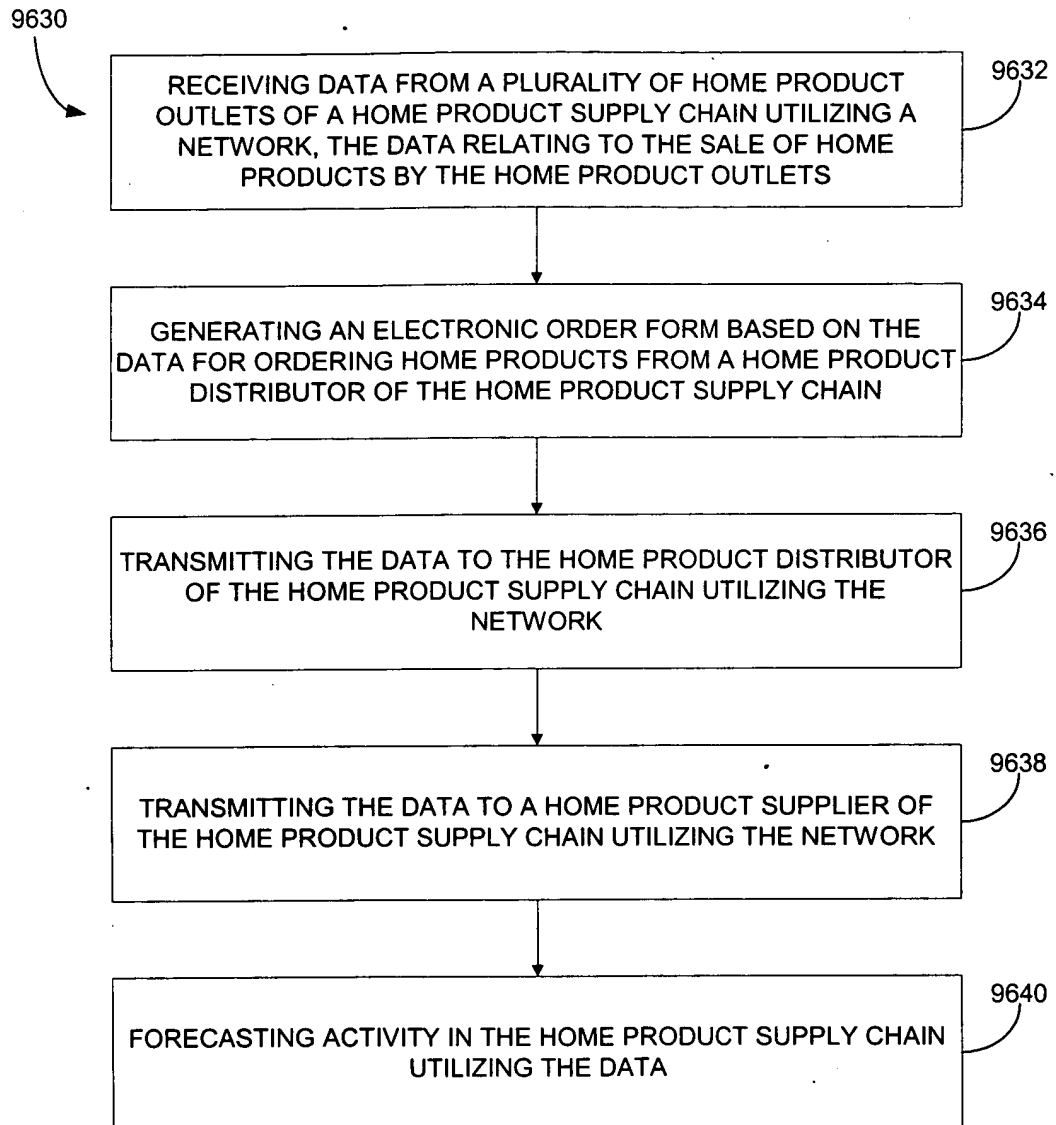 9630
9632
RECEIVING DATA FROM A PLURALITY OF HOME PRODUCT
OUTLETS OF A HOME PRODUCT SUPPLY CHAIN UTILIZING A
NETWORK, THE DATA RELATING TO THE SALE OF HOME
PRODUCTS BY THE HOME PRODUCT OUTLETS
9634
GENERATING AN ELECTRONIC ORDER FORM BASED ON THE
DATA FOR ORDERING HOME PRODUCTS FROM A HOME PRODUCT
DISTRIBUTOR OF THE HOME PRODUCT SUPPLY CHAIN
9636
TRANSMITTING THE DATA TO THE HOME PRODUCT DISTRIBUTOR
OF THE HOME PRODUCT SUPPLY CHAIN UTILIZING THE
NETWORK
9638
TRANSMITTING THE DATA TO A HOME PRODUCT SUPPLIER OF
THE HOME PRODUCT SUPPLY CHAIN UTILIZING THE NETWORK
9640
FORECASTING ACTIVITY IN THE HOME PRODUCT SUPPLY CHAIN
UTILIZING THE DATA